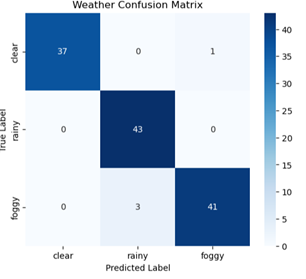 Weather Confusion Matrix
clear 37 0 1
rainy 0 43 0
foggy 0 3 41
clear rainy foggy
Predicted Label
True Label
40
35
30
25
20
15
10
5
0